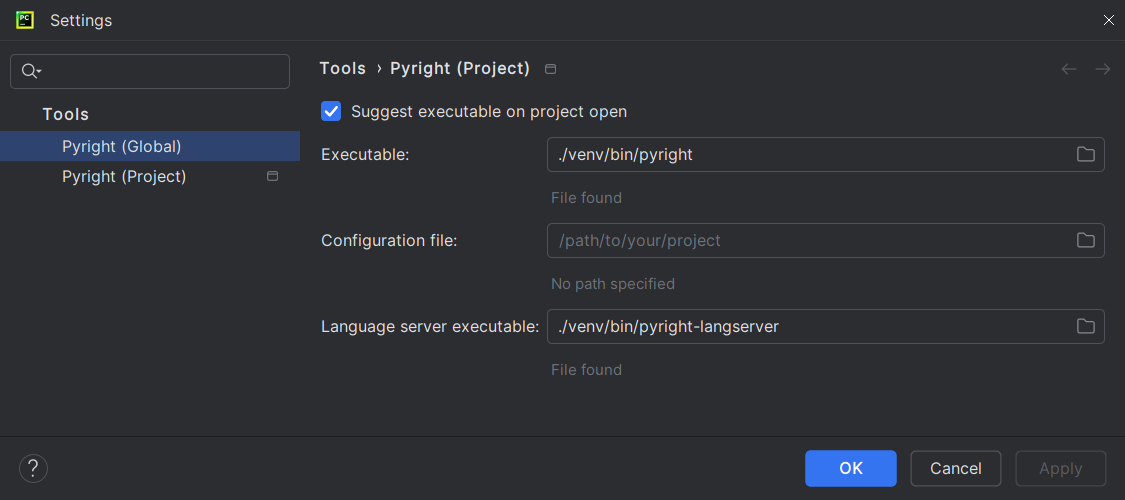 PC
Settings
Tools
Pyright (Global)
Pyright (Project)
Tools › Pyright (Project)
Suggest executable on project open
Executable: ./venv/bin/pyright
File found
Configuration file: /path/to/your/project
No path specified
Language server executable: ./venv/bin/pyright-langserver
File found
?
OK Cancel Apply